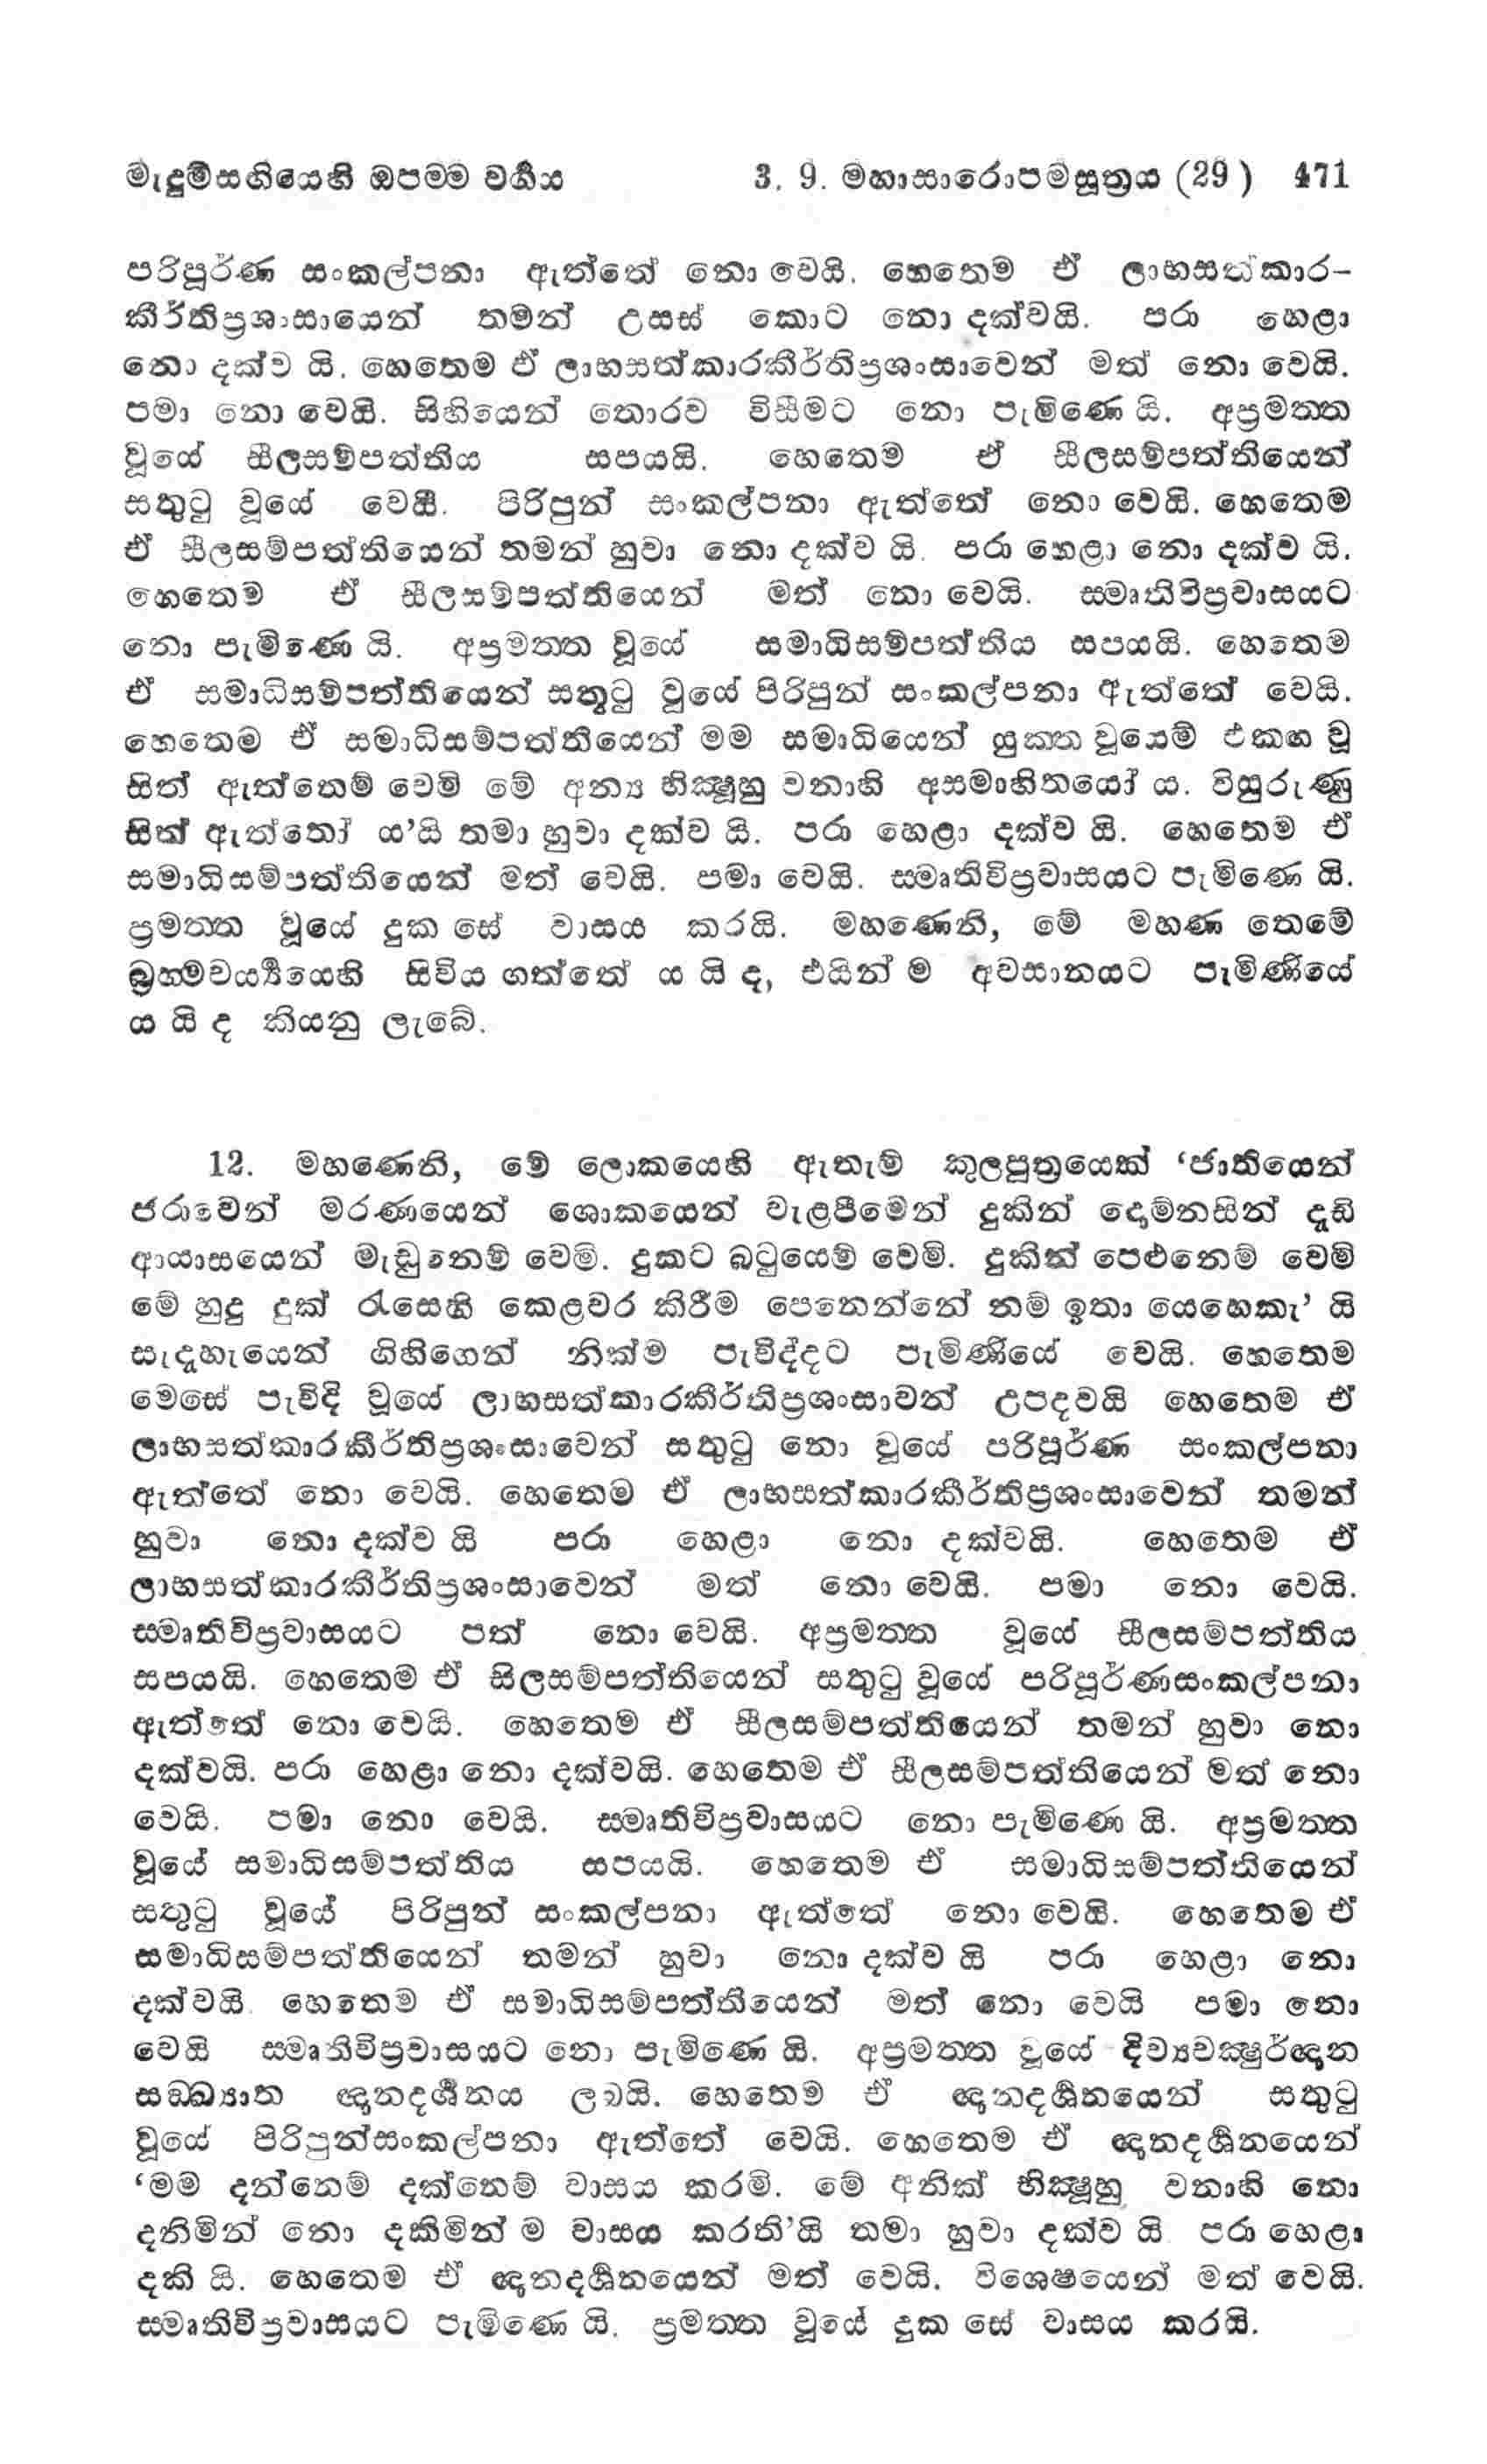 මැදුම්සඟියෙහි ඔපමම වර්‍ගය 3. 9. මහාසාරොපමසූත්‍රය (29) 471
පරිපූර්ණ සංකල්පනා ඇත්තේ නො වෙයි. හෙතෙම ඒ ලාභසත්කාර-
කීර්තිප්‍රශංසායෙන් තමන් උසස් කොට නො දක්වයි. පරා හෙළා
නො දක්ව යි. හෙතෙම ඒ ලාභසත්කාරකීර්තිප්‍රශංසාවෙන් මත් නො වෙයි.
පමා නො වෙයි. සිහියෙන් තොරව විසීමට නො පැමිණෙ යි. අප්‍රමත්ත
වූයේ සීලසම්පත්තිය සපයයි. හෙතෙම ඒ සීලසම්පත්තියෙන්
සතුටු වූයේ වෙයි. පිරිපුන් සංකල්පනා ඇත්තේ නො වෙයි. හෙතෙම
ඒ සීලසම්පත්තියෙන් තමන් හුවා නො දක්ව යි. පරා හෙළා නො දක්ව යි.
හෙතෙම ඒ සීලසම්පත්තියෙන් මත් නො වෙයි. ස්මෘතිවිප්‍රවාසයට
නො පැමිණෙ යි. අප්‍රමත්ත වූයේ සමාධිසම්පත්තිය සපයයි. හෙතෙම
ඒ සමාධිසම්පත්තියෙන් සතුටු වූයේ පිරිපුන් සංකල්පනා ඇත්තේ වෙයි.
හෙතෙම ඒ සමාධිසම්පත්තියෙන් මම සමාධියෙන් යුක්ත වූයෙම් එකඟ වූ
සිත් ඇත්තෙම් වෙමි මේ අන්‍ය භික්‍ෂූහු වනාහි අසමාහිතයෝ ය. විසුරුණු
සිත් ඇත්තෝ ය’යි තමා හුවා දක්ව යි. පරා හෙළා දක්ව යි. හෙතෙම ඒ
සමාධිසම්පත්තියෙන් මත් වෙයි. පමා වෙයි. ස්මෘතිවිප්‍රවාසයට පැමිණෙ යි.
ප්‍රමත්ත වූයේ දුක සේ වාසය කරයි. මහණෙනි, මේ මහණ තෙමේ
බ්‍රහ්මචර්‍ය්‍යයෙහි සිවිය ගත්තේ ය යි ද, එයින් ම අවසානයට පැමිණියේ
ය යි ද කියනු ලැබේ.
12. මහණෙනි, මේ ලොකයෙහි ඇතැම් කුලපුත්‍රයෙක් ‘ජාතියෙන්
ජරාවෙන් මරණයෙන් ශොකයෙන් වැළපීමෙන් දුකින් දොම්නසින් දැඩි
ආයාසයෙන් මැඩුනෙම් වෙමි. දුකට බටුයෙම් වෙමි. දුකින් පෙළුනෙම් වෙමි
මේ හුදු දුක් රැසෙහි කෙළවර කිරීම පෙනෙන්නේ නම් ඉතා යෙහෙකැ’ යි
සැදැහැයෙන් ගිහිගෙන් නික්ම පැවිද්දට පැමිණියේ වෙයි. හෙතෙම
මෙසේ පැවිදි වූයේ ලාභසත්කාරකීර්තිප්‍රශංසාවන් උපදවයි හෙතෙම ඒ
ලාභසත්කාරකීර්තිප්‍රශංසාවෙන් සතුටු නො වූයේ පරිපූර්ණ සංකල්පනා
ඇත්තේ නො වෙයි. හෙතෙම ඒ ලාභසත්කාරකීර්තිප්‍රශංසාවෙන් තමන්
හුවා නො දක්ව යි පරා හෙළා නො දක්වයි. හෙතෙම ඒ
ලාභසත්කාරකීර්තිප්‍රශංසාවෙන් මත් නො වෙයි. පමා නො වෙයි.
ස්මෘතිවිප්‍රවාසයට පත් නො වෙයි. අප්‍රමත්ත වූයේ සීලසම්පත්තිය
සපයයි. හෙතෙම ඒ සිලසම්පත්තියෙන් සතුටු වූයේ පරිපූර්ණසංකල්පනා
ඇත්තේ නො වෙයි. හෙතෙම ඒ සීලසම්පත්තියෙන් තමන් හුවා නො
දක්වයි. පරා හෙළා නො දක්වයි. හෙතෙම ඒ සීලසම්පත්තියෙන් මත් නො
වෙයි. පමා නො වෙයි. ස්මෘතිවිප්‍රවාසයට නො පැමිණෙ යි. අප්‍රමත්ත
වූයේ සමාධිසම්පත්තිය සපයයි. හෙතෙම ඒ සමාධිසම්පත්තියෙන්
සතුටු වූයේ පිරිපුන් සංකල්පනා ඇත්තේ නො වෙයි. හෙතෙම ඒ
සමාධිසම්පත්තියෙන් තමන් හුවා නො දක්ව යි පරා හෙළා නො
දක්වයි. හෙතෙම ඒ සමාධිසම්පත්තියෙන් මත් නො වෙයි පමා නො
වෙයි ස්මෘතිවිප්‍රවාසයට නො පැමිණෙ යි. අප්‍රමත්ත වූයේ දිව්‍යචක්‍ෂුර්ඥාන
සඞ්ඛ්‍යාත ඥානදර්‍ශනය ලබයි. හෙතෙම ඒ ඥානදර්‍ශනයෙන් සතුටු
වූයේ පිරිපුන්සංකල්පනා ඇත්තේ වෙයි. හෙතෙම ඒ ඥානදර්‍ශනයෙන්
‘මම දන්නෙම් දක්නෙම් වාසය කරමි. මේ අනික් භික්‍ෂූහු වනාහි නො
දනිමින් නො දකිමින් ම වාසය කරති’යි තමා හුවා දක්ව යි. පරා හෙළා
දකි යි. හෙතෙම ඒ ඥානදර්‍ශනයෙන් මත් වෙයි. විශෙෂයෙන් මත් වෙයි.
ස්මෘතිවිප්‍රවාසයට පැමිණෙ යි. ප්‍රමත්ත වූයේ දුක සේ වාසය කරයි.